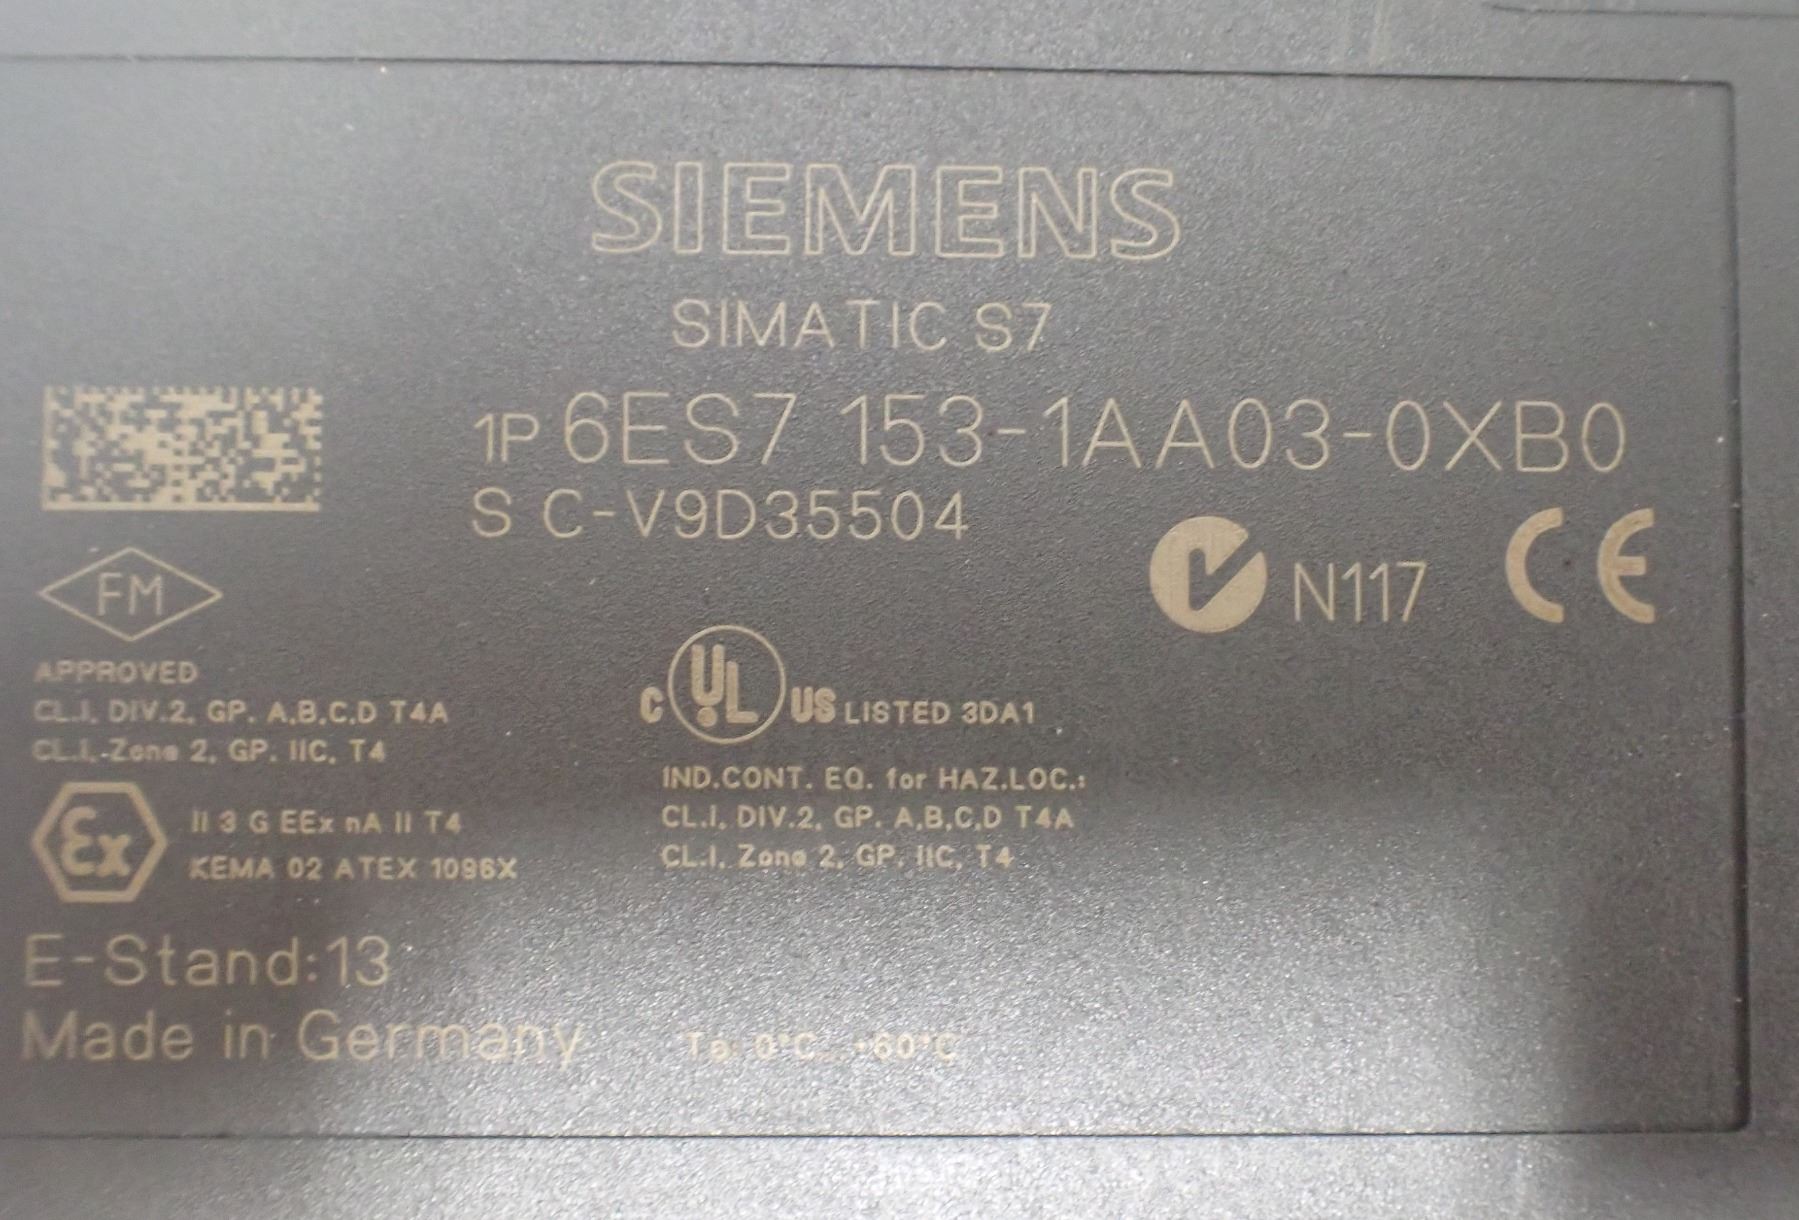 SIEMENS
SIMATIC S7
1P 6ES7 153-1AA03-0XB0
S C-V9D35504
N117 CE
FM
APPROVED
CL.I, DIV.2, GP. A,B,C,D T4A
CL.I,-Zone 2, GP. IIC, T4
C UL US LISTED 3DA1
IND.CONT. EQ. for HAZ.LOC.:
CL.I, DIV.2, GP. A,B,C,D T4A
CL.I, Zone 2, GP. IIC, T4
Ex II 3 G EEx nA II T4
KEMA 02 ATEX 1096X
E-Stand:13
Made in Germany TB: 0°C...+60°C